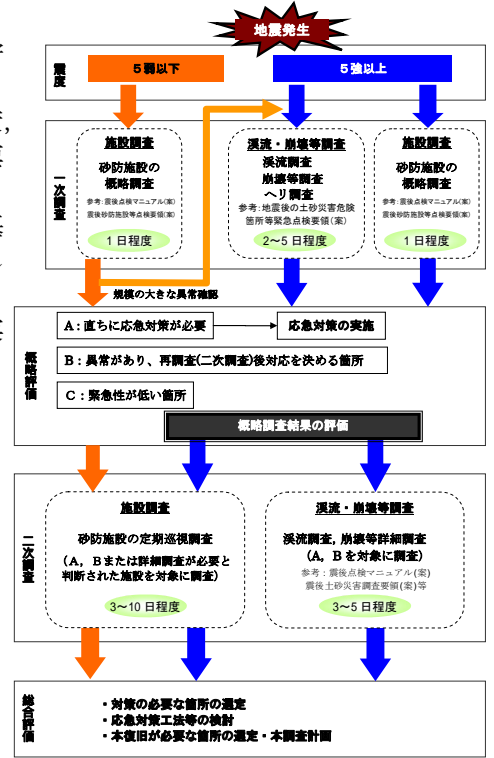 地震発生
震度
5弱以下
5強以上
一次調査
施設調査
砂防施設の
概略調査
参考:震後点検マニュアル(案)
震後砂防施設等点検要領(案)
1日程度
渓流・崩壊等調査
渓流調査
崩壊等調査
ヘリ調査
参考:地震後の土砂災害危険
箇所等緊急点検要領(案)
2~5日程度
施設調査
砂防施設の
概略調査
参考:震後点検マニュアル(案)
震後砂防施設等点検要領(案)
1日程度
規模の大きな異常確認
概略評価
A:直ちに応急対策が必要
応急対策の実施
B:異常があり、再調査(二次調査)後対応を決める箇所
C:緊急性が低い箇所
概略調査結果の評価
二次調査
施設調査
砂防施設の定期巡視調査
(A,Bまたは詳細調査が必要と
判断された施設を対象に調査)
3~10日程度
渓流・崩壊等調査
渓流調査,崩壊等詳細調査
(A,Bを対象に調査)
参考:震後点検マニュアル(案)
震後土砂災害調査要領(案)等
3~5日程度
総合評価
・対策の必要な箇所の選定
・応急対策工法等の検討
・本復旧が必要な箇所の選定・本調査計画